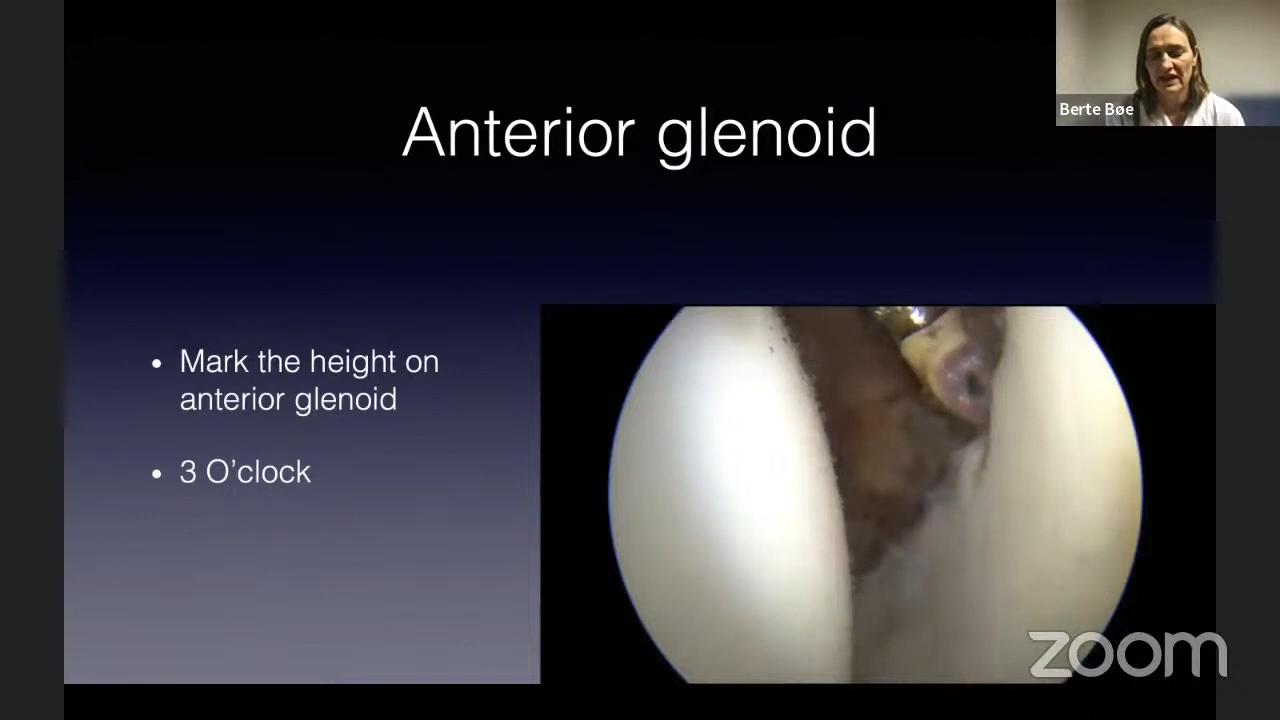 Berte Bøe
Anterior glenoid
• Mark the height on
anterior glenoid
• 3 O’clock
zoom